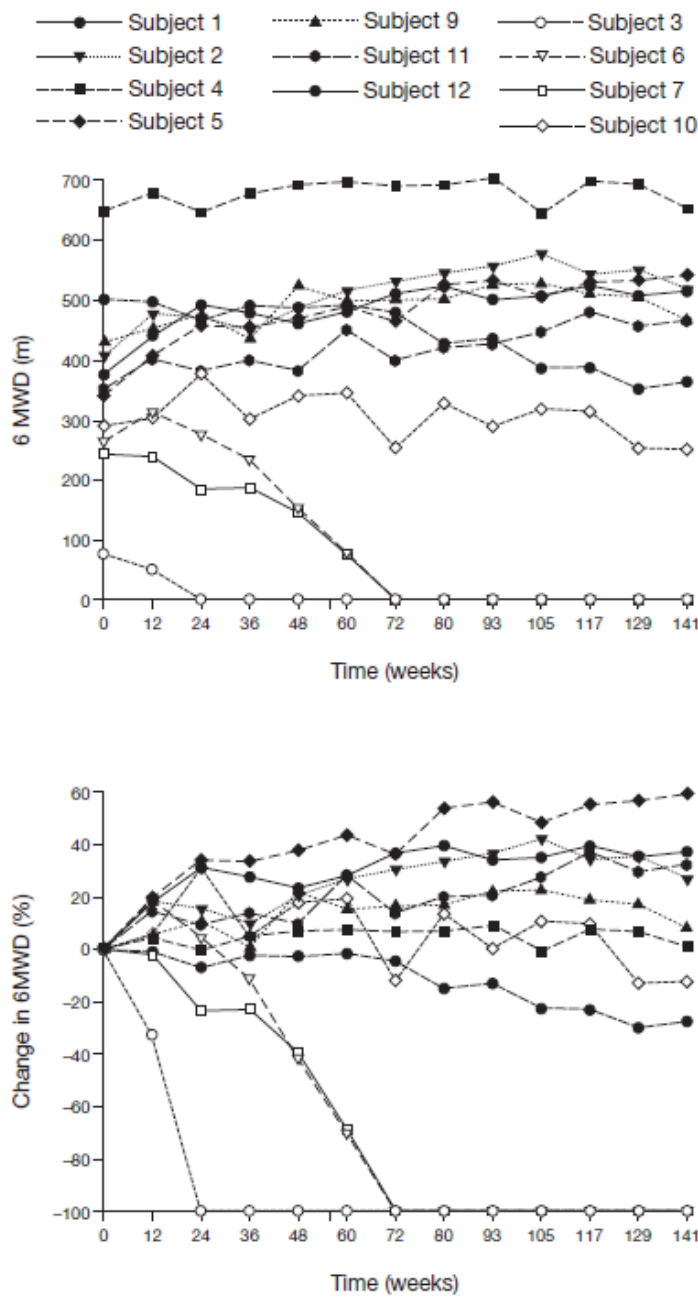 Subject 1 Subject 9 Subject 3
Subject 2 Subject 11 Subject 6
Subject 4 Subject 12 Subject 7
Subject 5 Subject 10
700
600
500
400
300
200
100
0
6 MWD (m)
0 12 24 36 48 60 72 80 93 105 117 129 141
Time (weeks)
60
40
20
0
−20
−40
−60
−80
−100
Change in 6MWD (%)
0 12 24 36 48 60 72 80 93 105 117 129 141
Time (weeks)